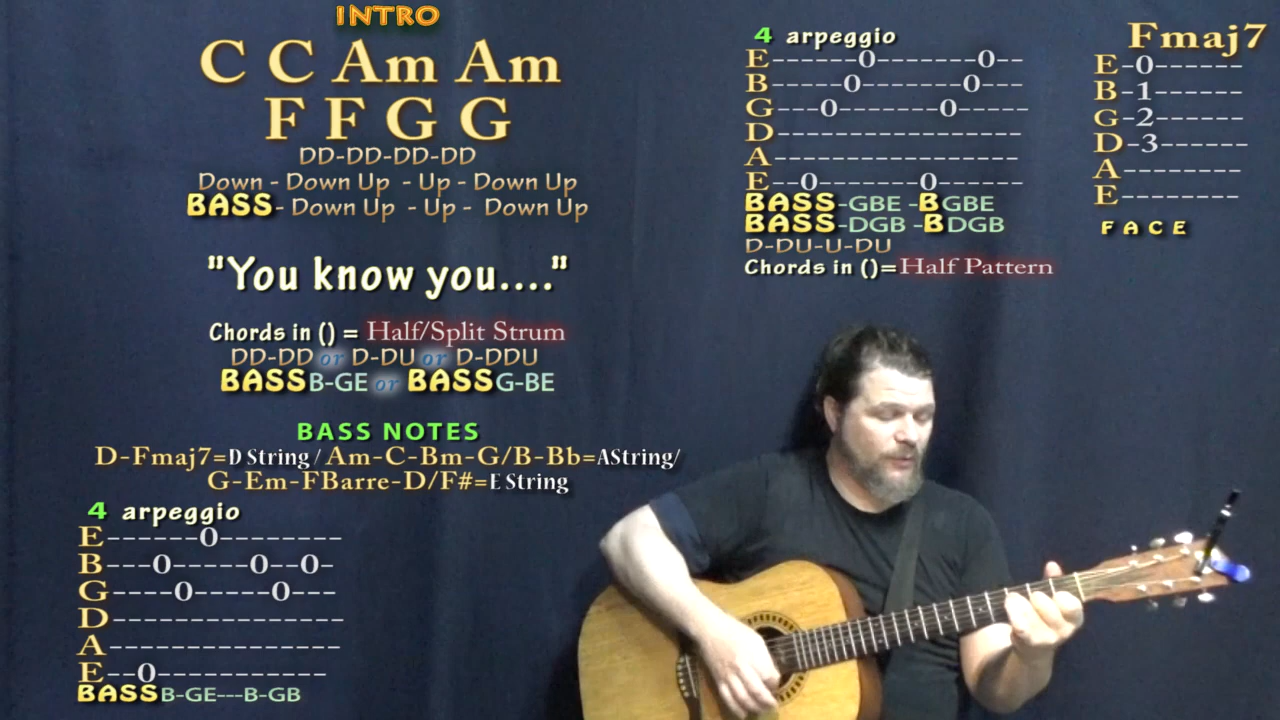 INTRO
C C Am Am
F F G G
DD-DD-DD-DD
Down - Down Up - Up - Down Up
BASS- Down Up - Up - Down Up
"You know you...."
Chords in () = Half/Split Strum
DD-DD or D-DU or D-DDU
BASSB-GE or BASSG-BE
BASS NOTES
D-Fmaj7=D String / Am-C-Bm-G/B-Bb=AString/
G-Em-FBarre-D/F#=E String
4 arpeggio
E------0--------
B---0-----0--0-
G----0-----0---
D---------------
A---------------
E--0-----------
BASSB-GE---B-GB
4 arpeggio
E------0------0--
B-----0------0---
G---0------0-----
D----------------
A----------------
E--0------0------
BASS-GBE -BGBE
BASS-DGB -BDGB
D-DU-U-DU
Chords in ()=Half Pattern
Fmaj7
E-0------
B-1------
G-2------
D-3------
A--------
E--------
F A C E